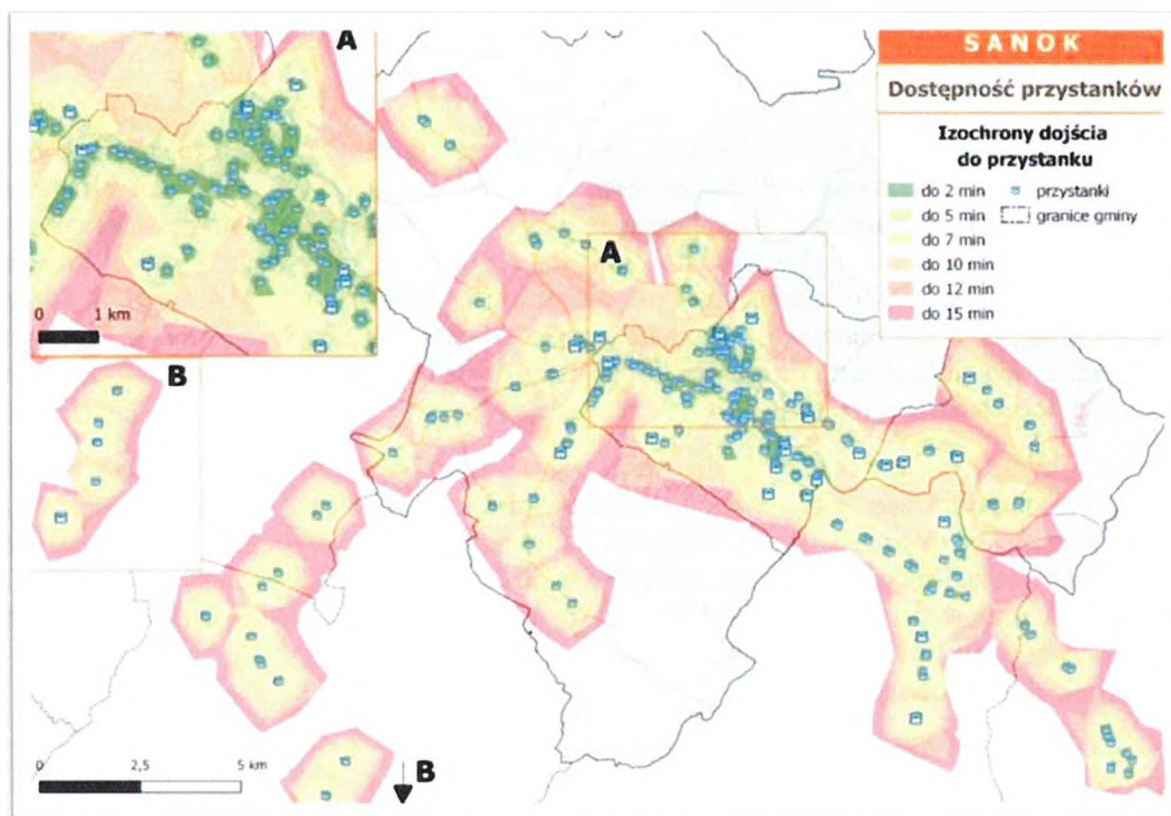 A
0 1 km
B
A
SANOK
Dostępność przystanków
Izochrony dojścia
do przystanku
do 2 min
przystanki
do 5 min
granice gminy
do 7 min
do 10 min
do 12 min
do 15 min
0 2,5 5 km
B